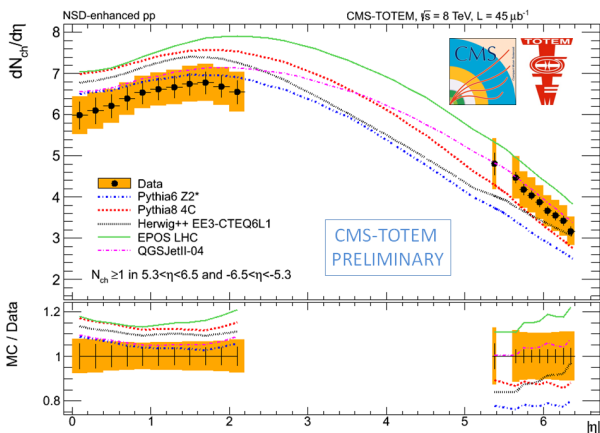 NSD-enhanced pp
CMS-TOTEM, √s = 8 TeV, L = 45 μb⁻¹
dN_ch/dη
8
7
6
5
4
3
2
CMS
TOTEM
Data
Pythia6 Z2*
Pythia8 4C
Herwig++ EE3-CTEQ6L1
EPOS LHC
QGSJetII-04
CMS-TOTEM
PRELIMINARY
N_ch ≥1 in 5.3<η<6.5 and -6.5<η<-5.3
MC / Data
1.2
1
0.8
0 1 2 3 4 5 6 |η|